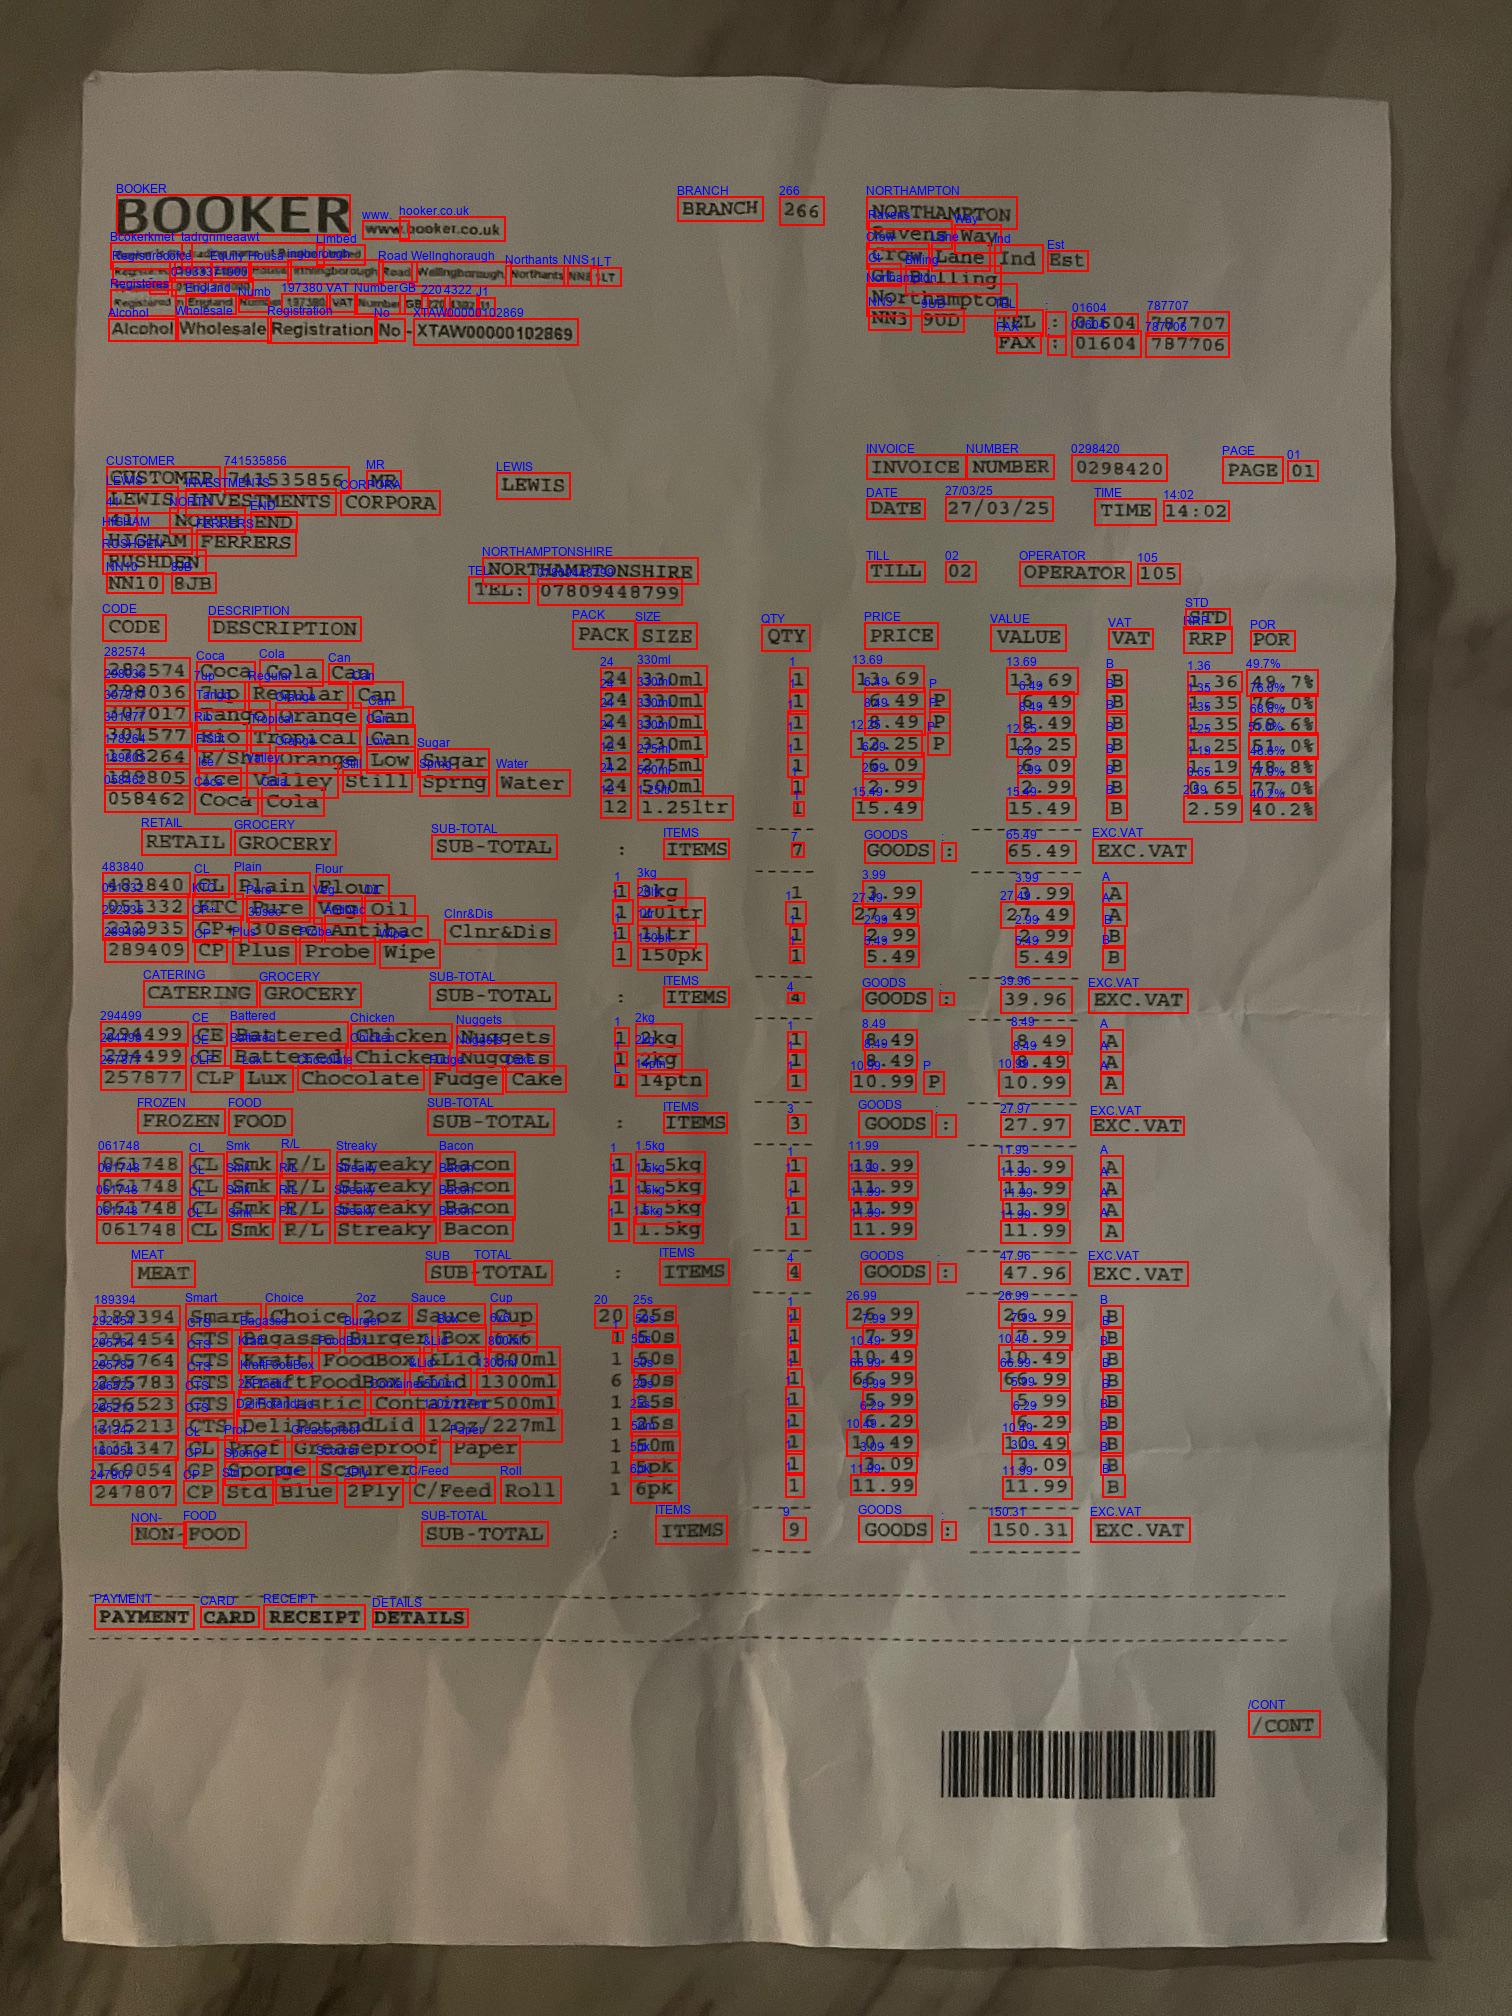 BOOKER www.booker.co.uk BRANCH 266 NORTHAMPTON
Ravens Way
Crow Lane Ind Est
Gt Billing
Northampton
NN3 9UD TEL : 01604 787707
FAX : 01604 787706
Road Wellingborough Northants
Registered in England Number 197380 VAT Number GB 220
Alcohol Wholesale Registration No - XTAW00000102869
INVOICE NUMBER 0298420 PAGE 01
CUSTOMER 741535856 MR LEWIS
LEWIS INVESTMENTS CORPORA
DATE 27/03/25 TIME 14:02
41 NORTH END
HIGHAM FERRERS
RUSHDEN NORTHAMPTONSHIRE
NN10 8JB TEL: 07809448799
TILL 02 OPERATOR 105
CODE DESCRIPTION PACK SIZE QTY PRICE VALUE VAT STD RRP POR
282574 Coca Cola Can 24 330ml 1 13.69 13.69 B 1.36 49.7%
298036 7up Regular Can 24 330ml 1 6.49 P 6.49 B 1.35 76.0%
307017 Tango Orange Can 24 330ml 1 8.49 P 8.49 B 1.35 68.6%
301577 Rio Tropical Can 24 330ml 1 12.25 P 12.25 B 1.25 51.0%
178264 R/Sht Orange Low Sugar 12 275ml 1 6.09 6.09 B 1.19 48.8%
189805 Ice Valley Still Sprng Water 24 500ml 1 2.99 2.99 B 0.65 77.0%
058462 Coca Cola 12 1.25ltr 1 15.49 15.49 B 2.59 40.2%
RETAIL GROCERY SUB-TOTAL : ITEMS 7 GOODS : 65.49 EXC.VAT
483840 CL Plain Flour 1 3kg 1 3.99 3.99 A
051332 KTC Pure Veg Oil 1 20ltr 1 27.49 27.49 A
232935 CP+ 30sec Antibac Clnr&Dis 1 1ltr 1 2.99 2.99 B
289409 CP Plus Probe Wipe 1 150pk 1 5.49 5.49 B
CATERING GROCERY SUB-TOTAL : ITEMS 4 GOODS : 39.96 EXC.VAT
294499 CE Battered Chicken Nuggets 1 2kg 1 8.49 8.49 A
294499 CE Battered Chicken Nuggets 1 2kg 1 8.49 8.49 A
257877 CLP Lux Chocolate Fudge Cake 1 14ptn 1 10.99 P 10.99 A
FROZEN FOOD SUB-TOTAL : ITEMS 3 GOODS : 27.97 EXC.VAT
061748 CL Smk R/L Streaky Bacon 1 1.5kg 1 11.99 11.99 A
061748 CL Smk R/L Streaky Bacon 1 1.5kg 1 11.99 11.99 A
061748 CL Smk R/L Streaky Bacon 1 1.5kg 1 11.99 11.99 A
061748 CL Smk R/L Streaky Bacon 1 1.5kg 1 11.99 11.99 A
MEAT SUB-TOTAL : ITEMS 4 GOODS : 47.96 EXC.VAT
189394 Smart Choice 2oz Sauce Cup 20 25s 1 26.99 26.99 B
292454 CTS Bagasse Burger Box 6x6 1 50s 1 7.99 7.99 B
295764 CTS Kraft FoodBox &Lid 800ml 1 50s 1 10.49 10.49 B
295783 CTS KraftFoodBox &Lid 1300ml 6 50s 1 66.99 66.99 B
296523 CTS 25Plastic Container500ml 1 25s 1 5.99 5.99 B
295213 CTS DeliPotandLid 12oz/227ml 1 25s 1 6.29 6.29 B
131347 CL Prof Greaseproof Paper 1 50m 1 10.49 10.49 B
160054 CP Sponge Scourer 1 5pk 1 3.09 3.09 B
247807 CP Std Blue 2Ply C/Feed Roll 1 6pk 1 11.99 11.99 B
NON-FOOD SUB-TOTAL : ITEMS 9 GOODS : 150.31 EXC.VAT
PAYMENT CARD RECEIPT DETAILS
/CONT